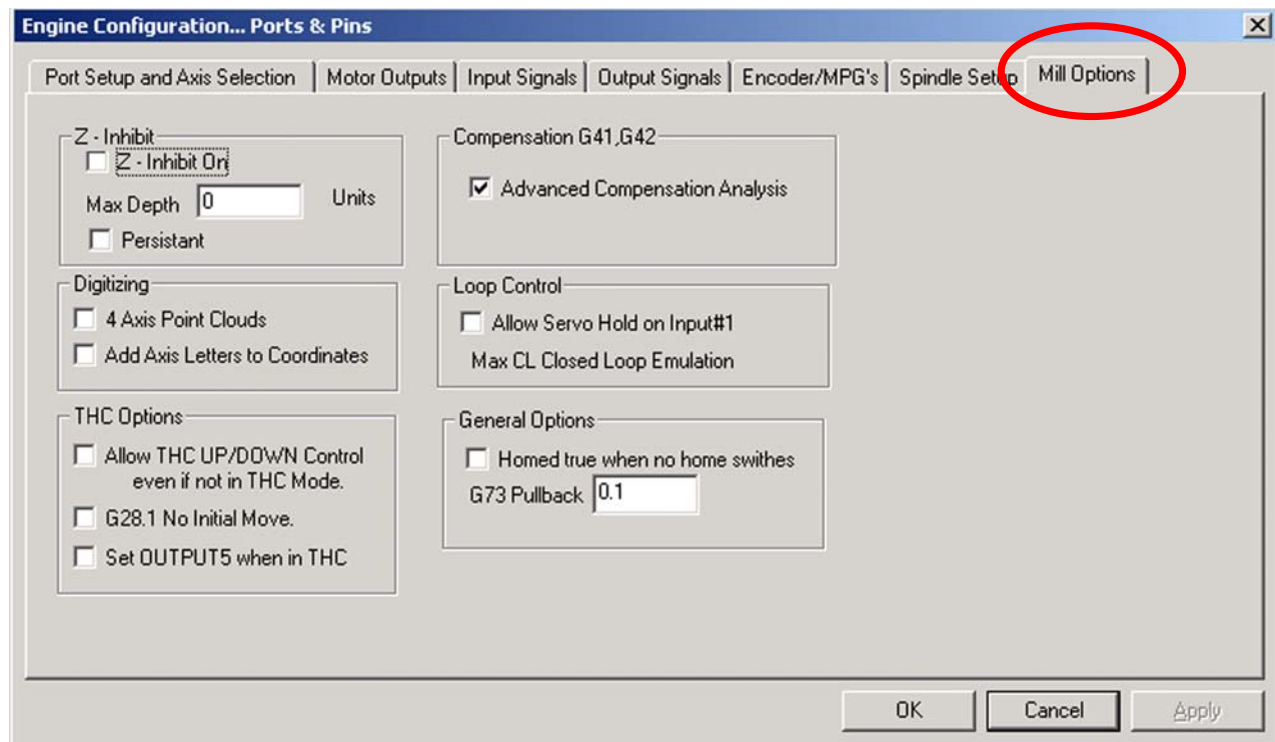 Engine Configuration... Ports & Pins
Port Setup and Axis Selection
Motor Outputs
Input Signals
Output Signals
Encoder/MPG's
Spindle Setup
Mill Options
Z - Inhibit
Z - Inhibit On
Max Depth 0 Units
Persistant
Digitizing
4 Axis Point Clouds
Add Axis Letters to Coordinates
THC Options
Allow THC UP/DOWN Control
even if not in THC Mode.
G28.1 No Initial Move.
Set OUTPUT5 when in THC
Compensation G41,G42
Advanced Compensation Analysis
Loop Control
Allow Servo Hold on Input#1
Max CL Closed Loop Emulation
General Options
Homed true when no home swithes
G73 Pullback 0.1
OK
Cancel
Apply